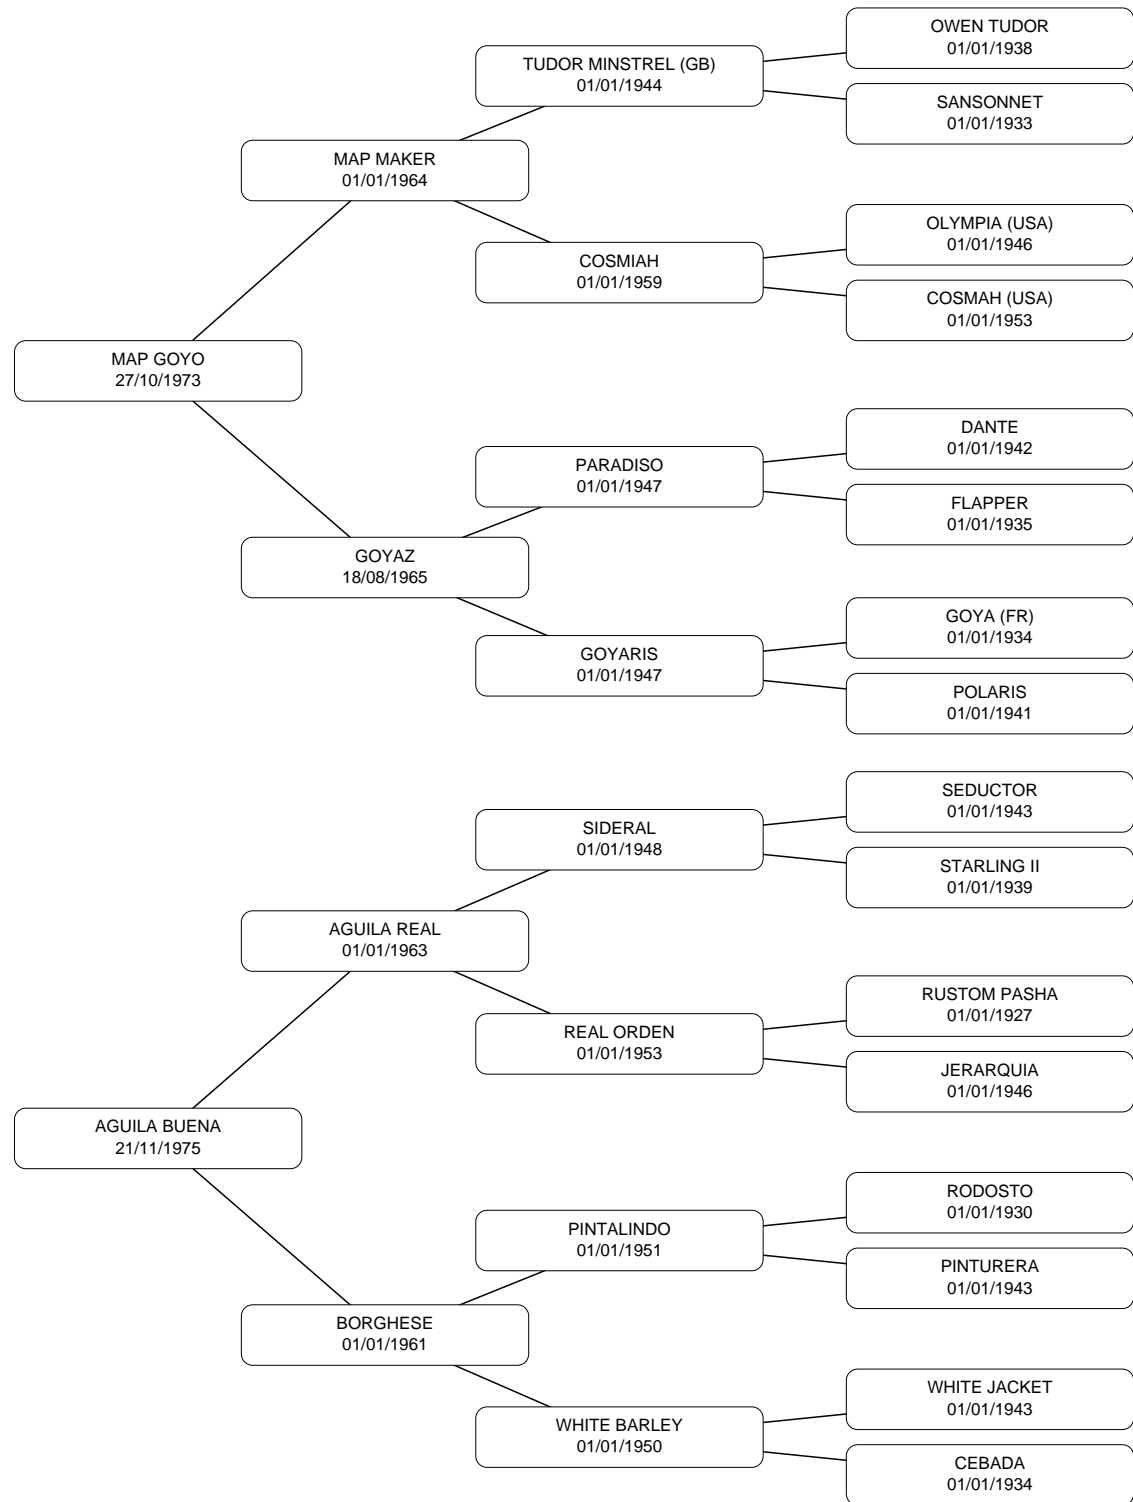 OWEN TUDOR
01/01/1938
TUDOR MINSTREL (GB)
01/01/1944
SANSONNET
01/01/1933
MAP MAKER
01/01/1964
OLYMPIA (USA)
01/01/1946
COSMIAH
01/01/1959
COSMAH (USA)
01/01/1953
MAP GOYO
27/10/1973
DANTE
01/01/1942
PARADISO
01/01/1947
FLAPPER
01/01/1935
GOYAZ
18/08/1965
GOYA (FR)
01/01/1934
GOYARIS
01/01/1947
POLARIS
01/01/1941
SEDUCTOR
01/01/1943
SIDERAL
01/01/1948
STARLING II
01/01/1939
AGUILA REAL
01/01/1963
RUSTOM PASHA
01/01/1927
REAL ORDEN
01/01/1953
JERARQUIA
01/01/1946
AGUILA BUENA
21/11/1975
RODOSTO
01/01/1930
PINTALINDO
01/01/1951
PINTURERA
01/01/1943
BORGHESE
01/01/1961
WHITE JACKET
01/01/1943
WHITE BARLEY
01/01/1950
CEBADA
01/01/1934